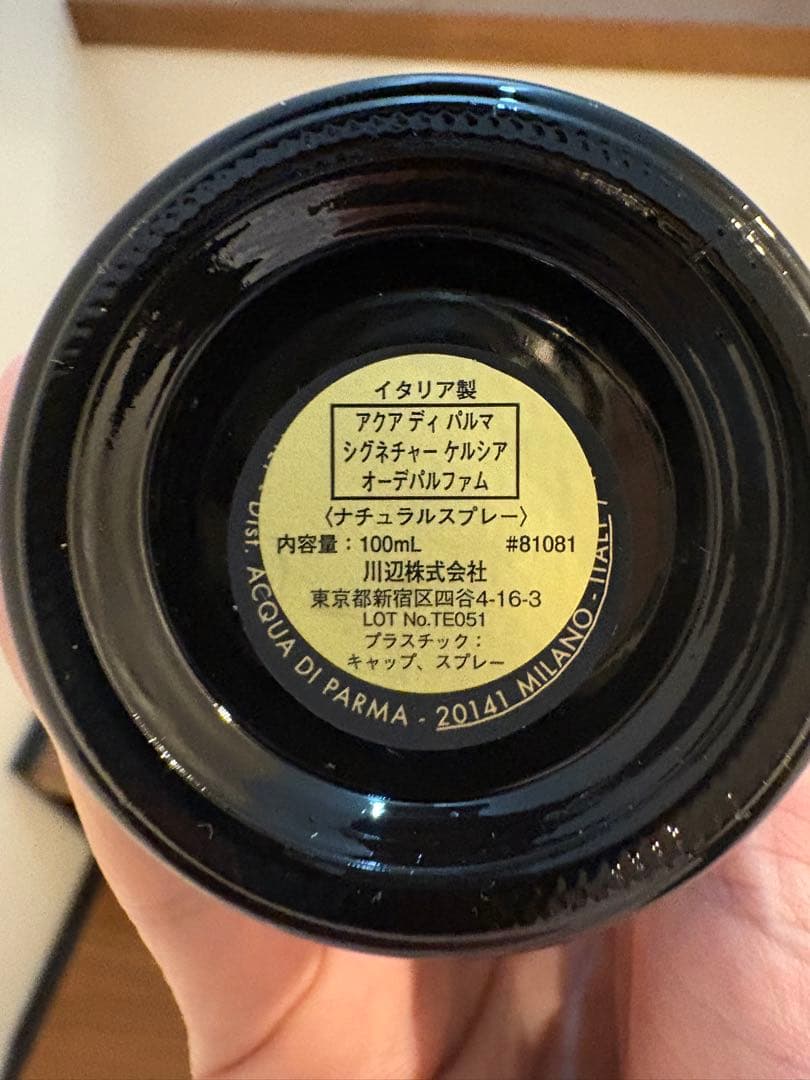 イタリア製
アクア ディ パルマ
シグネチャー ケルシア
オーデパルファム
〈ナチュラルスプレー〉
内容量：100mL #81081
川辺株式会社
東京都新宿区四谷4-16-3
LOT No.TE051
プラスチック：
キャップ、スプレー
Dist. ACQUA DI PARMA - 20141 MILANO - ITALY